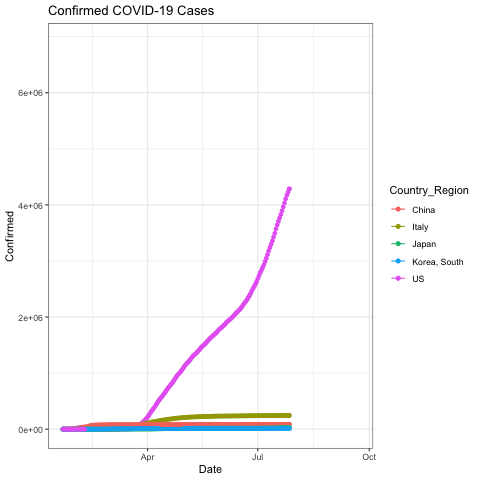 Confirmed COVID-19 Cases
6e+06
4e+06
2e+06
0e+00
Confirmed
Apr
Jul
Oct
Date
Country_Region
China
Italy
Japan
Korea, South
US